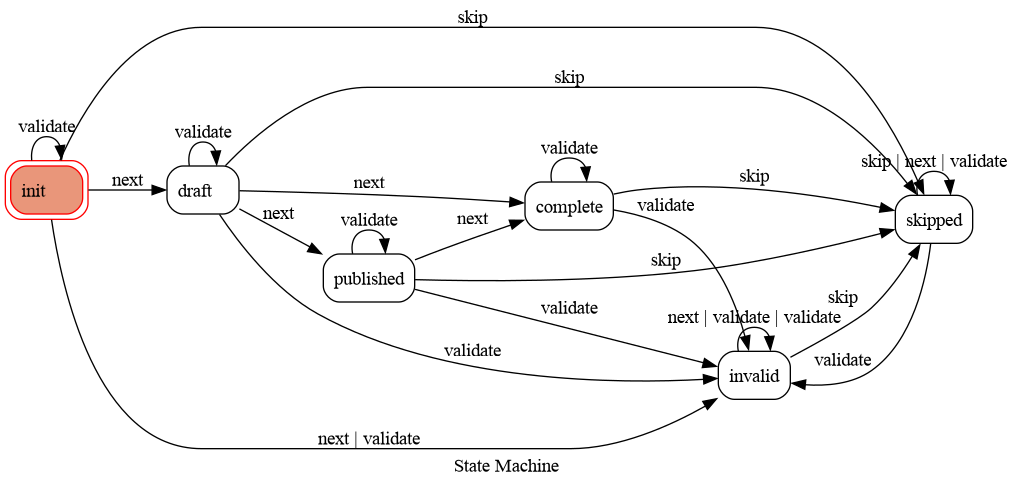 skip
skip
validate
validate
validate
skip | next | validate
init
next
draft
next
complete
skip
validate
skipped
next
validate
next
published
skip
validate
next | validate | validate
skip
validate
validate
invalid
next | validate
State Machine